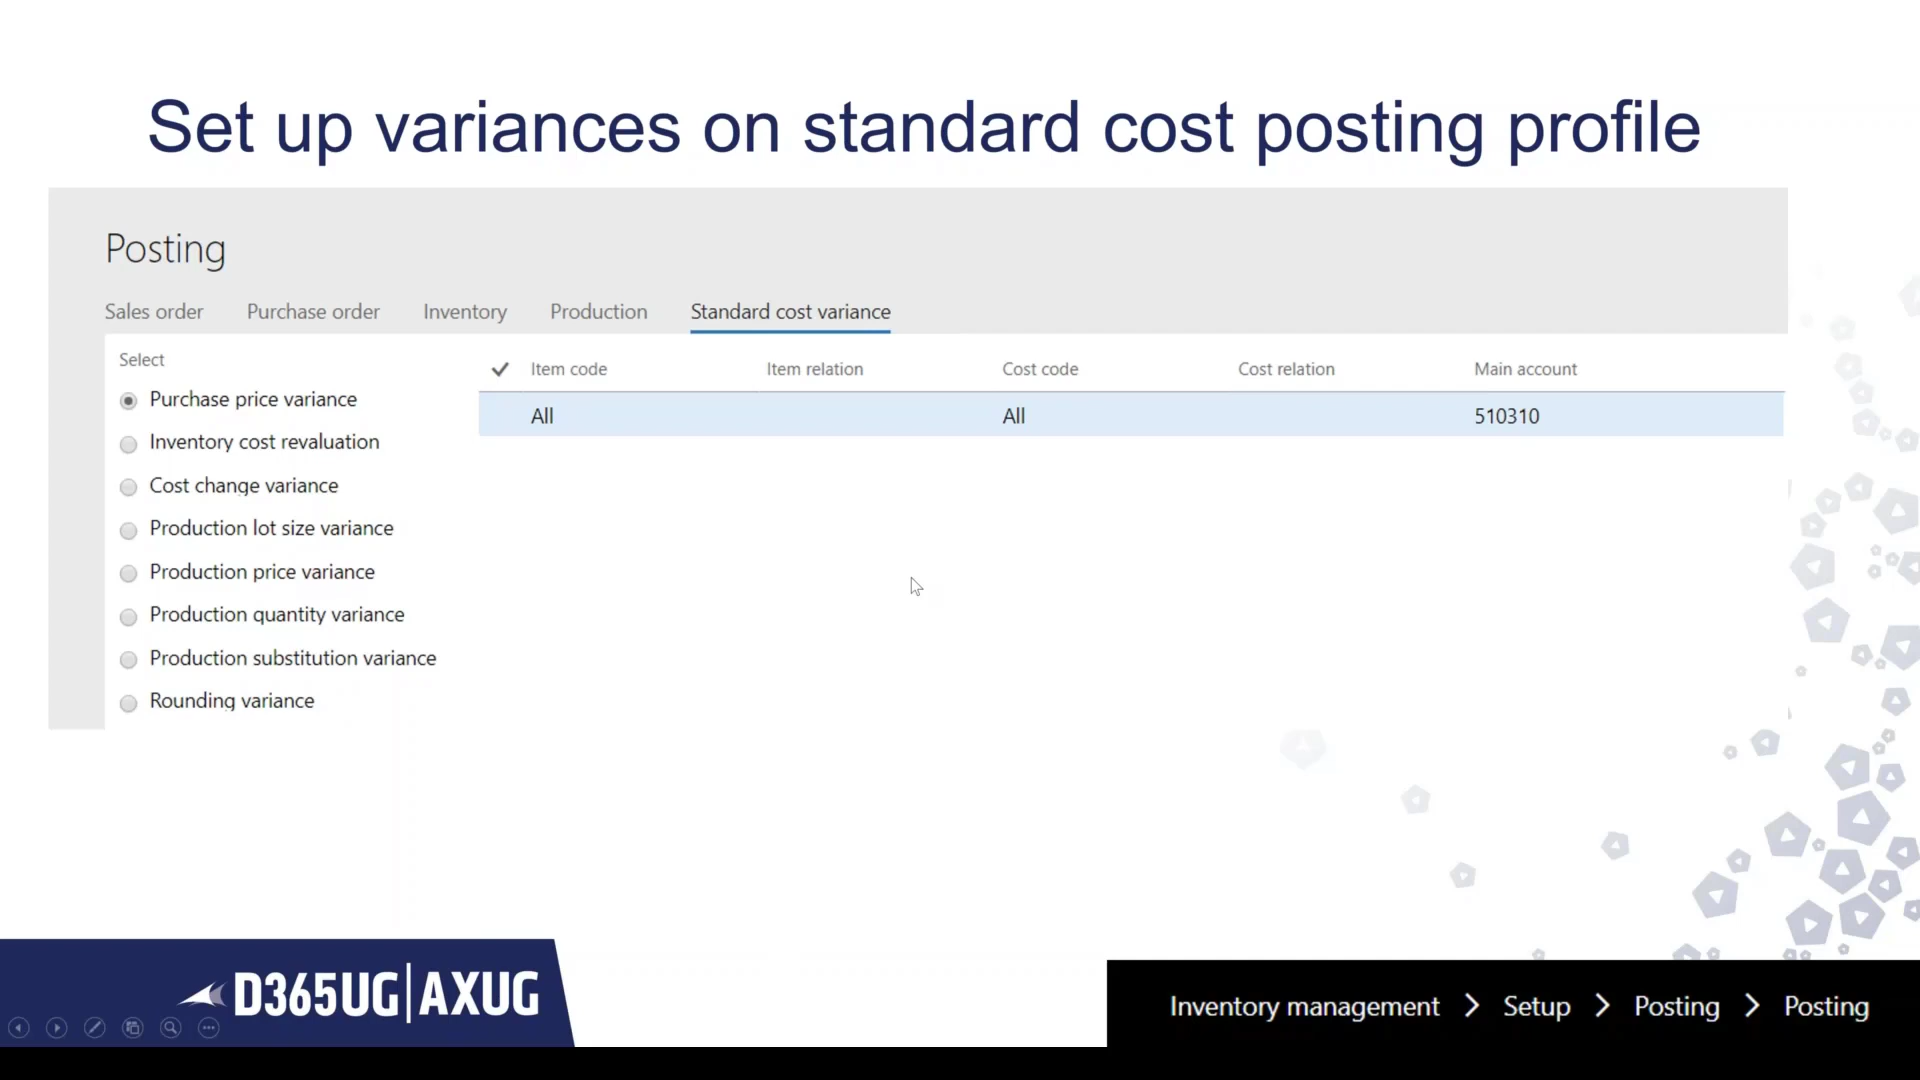 Set up variances on standard cost posting profile
Posting
Sales order Purchase order Inventory Production Standard cost variance
Select
Item code Item relation Cost code Cost relation Main account
All All 510310
Purchase price variance
Inventory cost revaluation
Cost change variance
Production lot size variance
Production price variance
Production quantity variance
Production substitution variance
Rounding variance
D365UG|AXUG
Inventory management > Setup > Posting > Posting